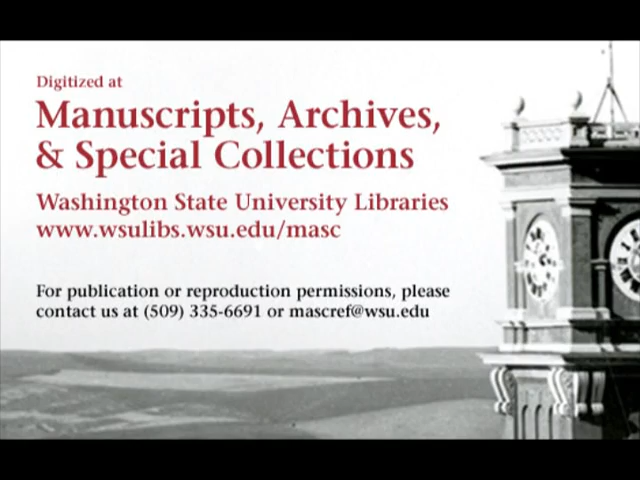 Digitized at
Manuscripts, Archives,
& Special Collections
Washington State University Libraries
www.wsulibs.wsu.edu/masc
For publication or reproduction permissions, please
contact us at (509) 335-6691 or mascref@wsu.edu